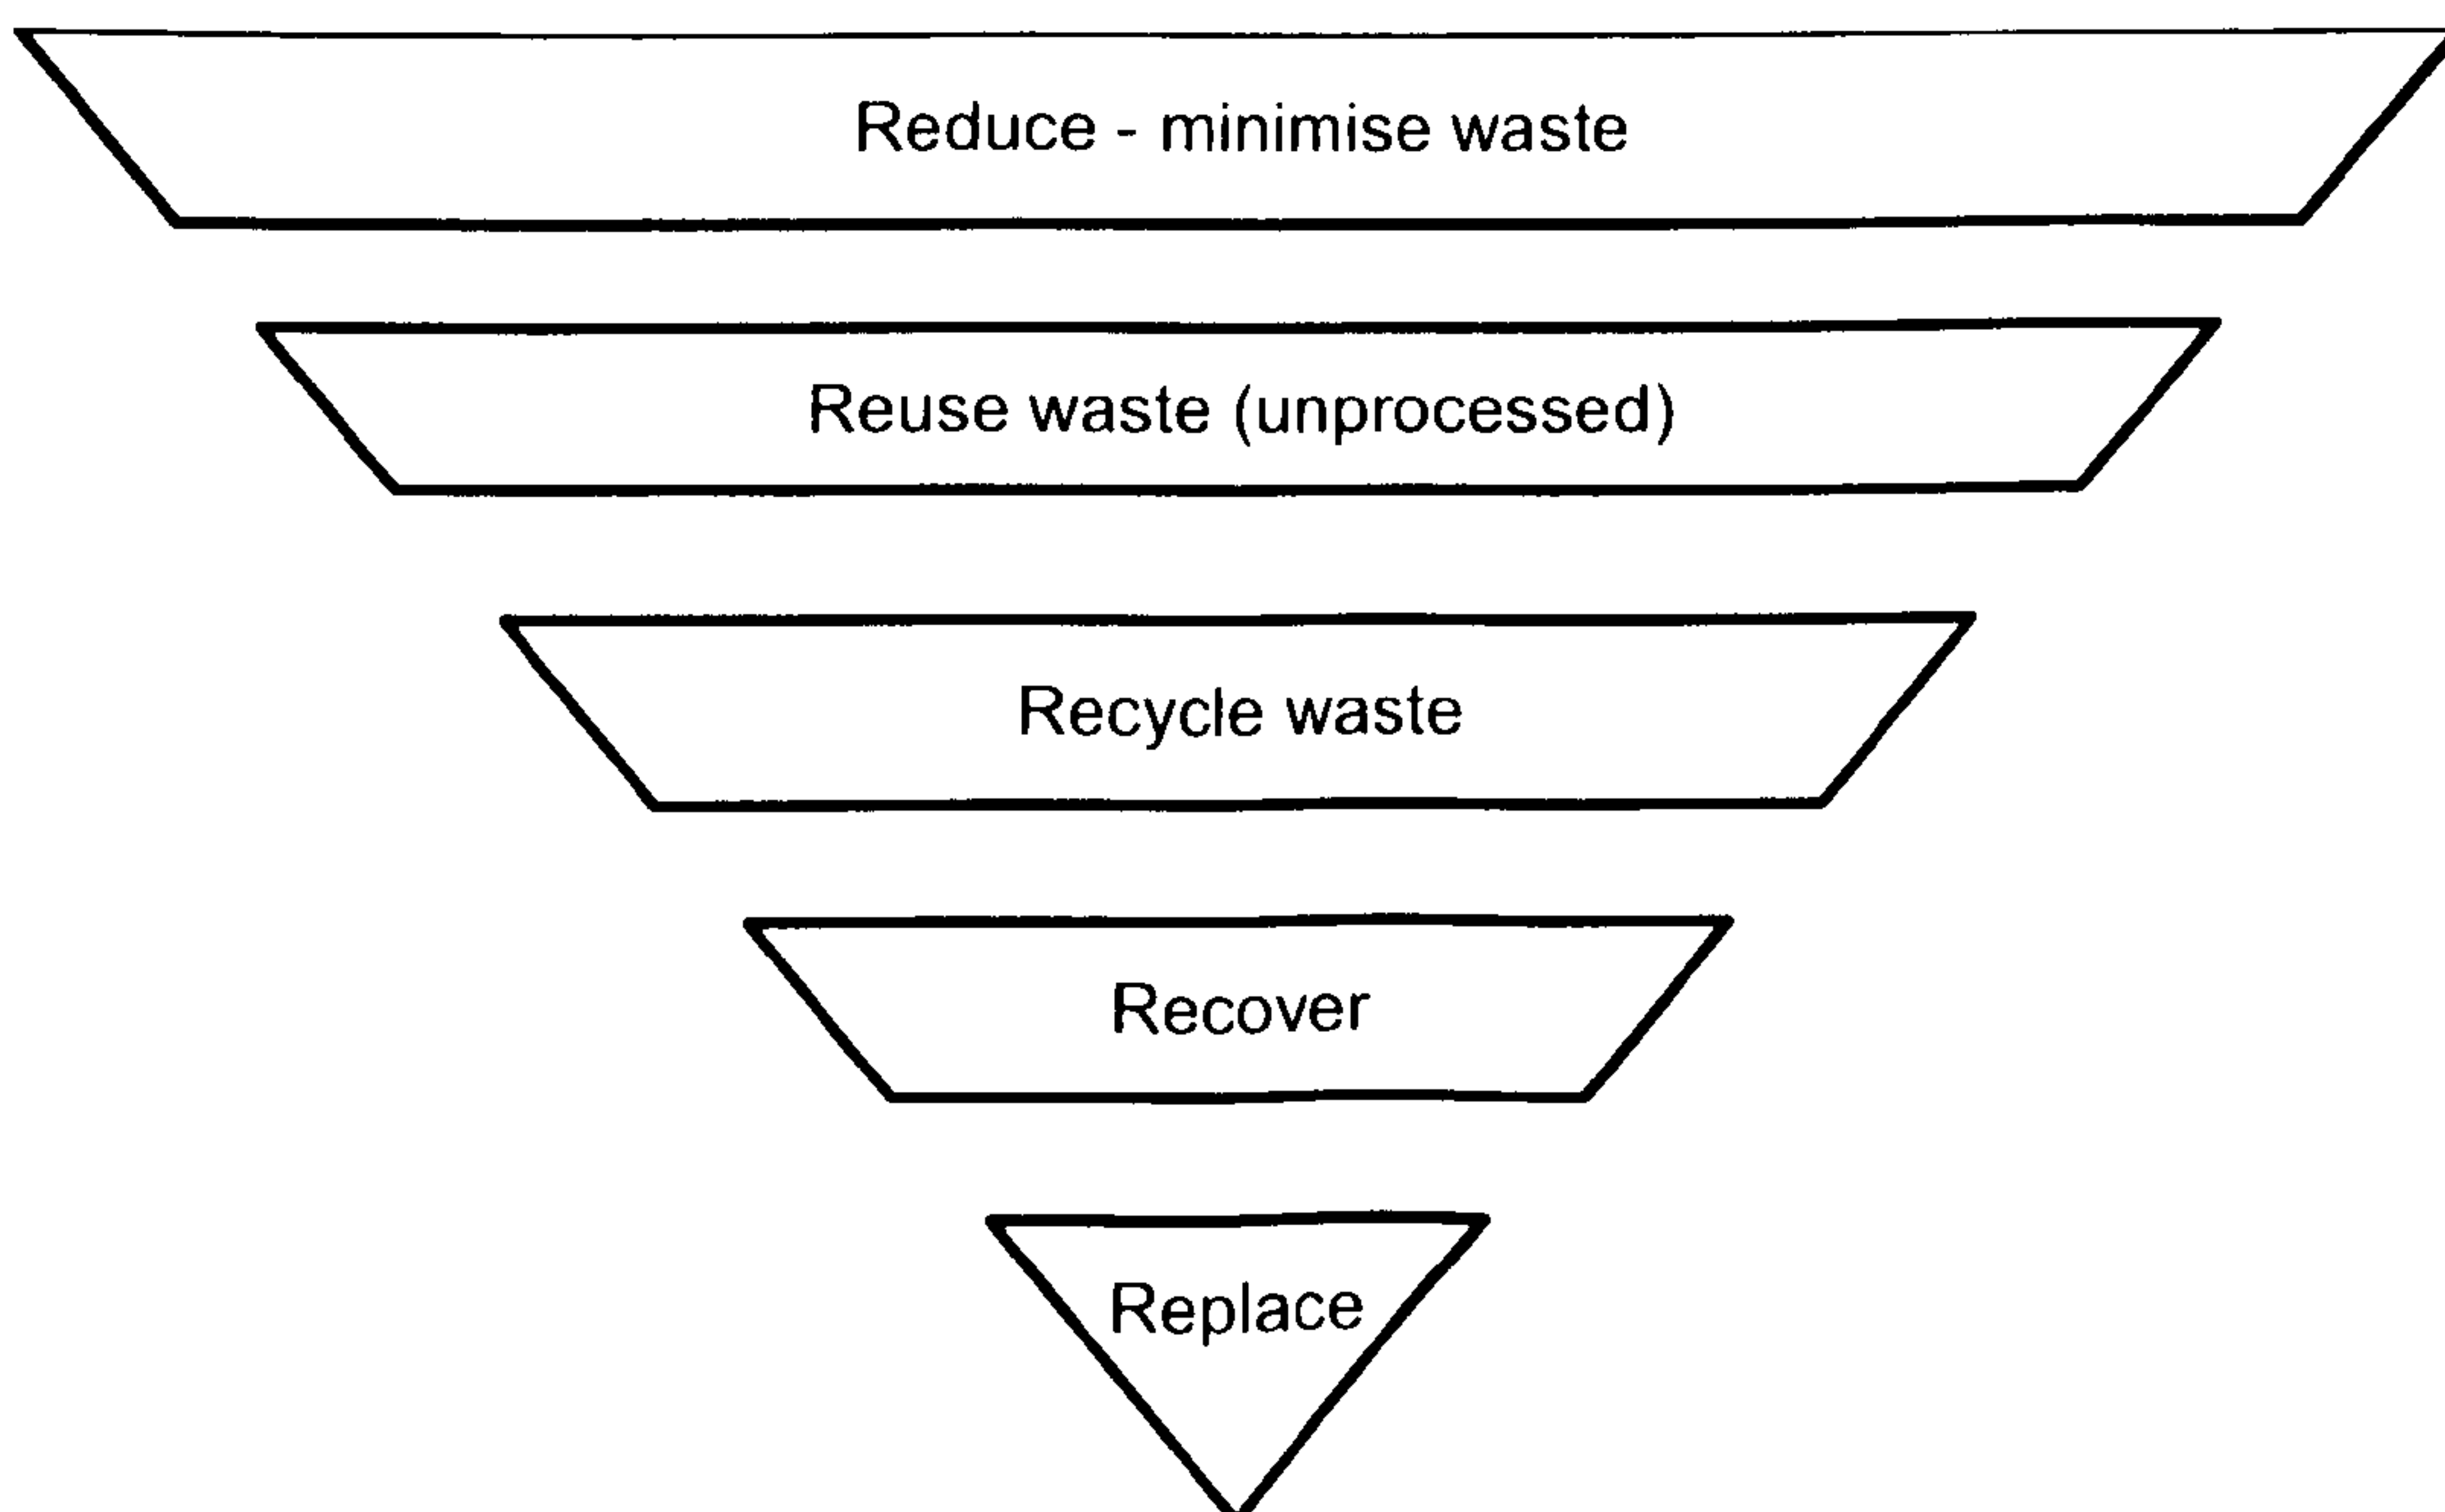 Reduce - minimise waste
Reuse waste (unprocessed)
Recycle waste
Recover
Replace